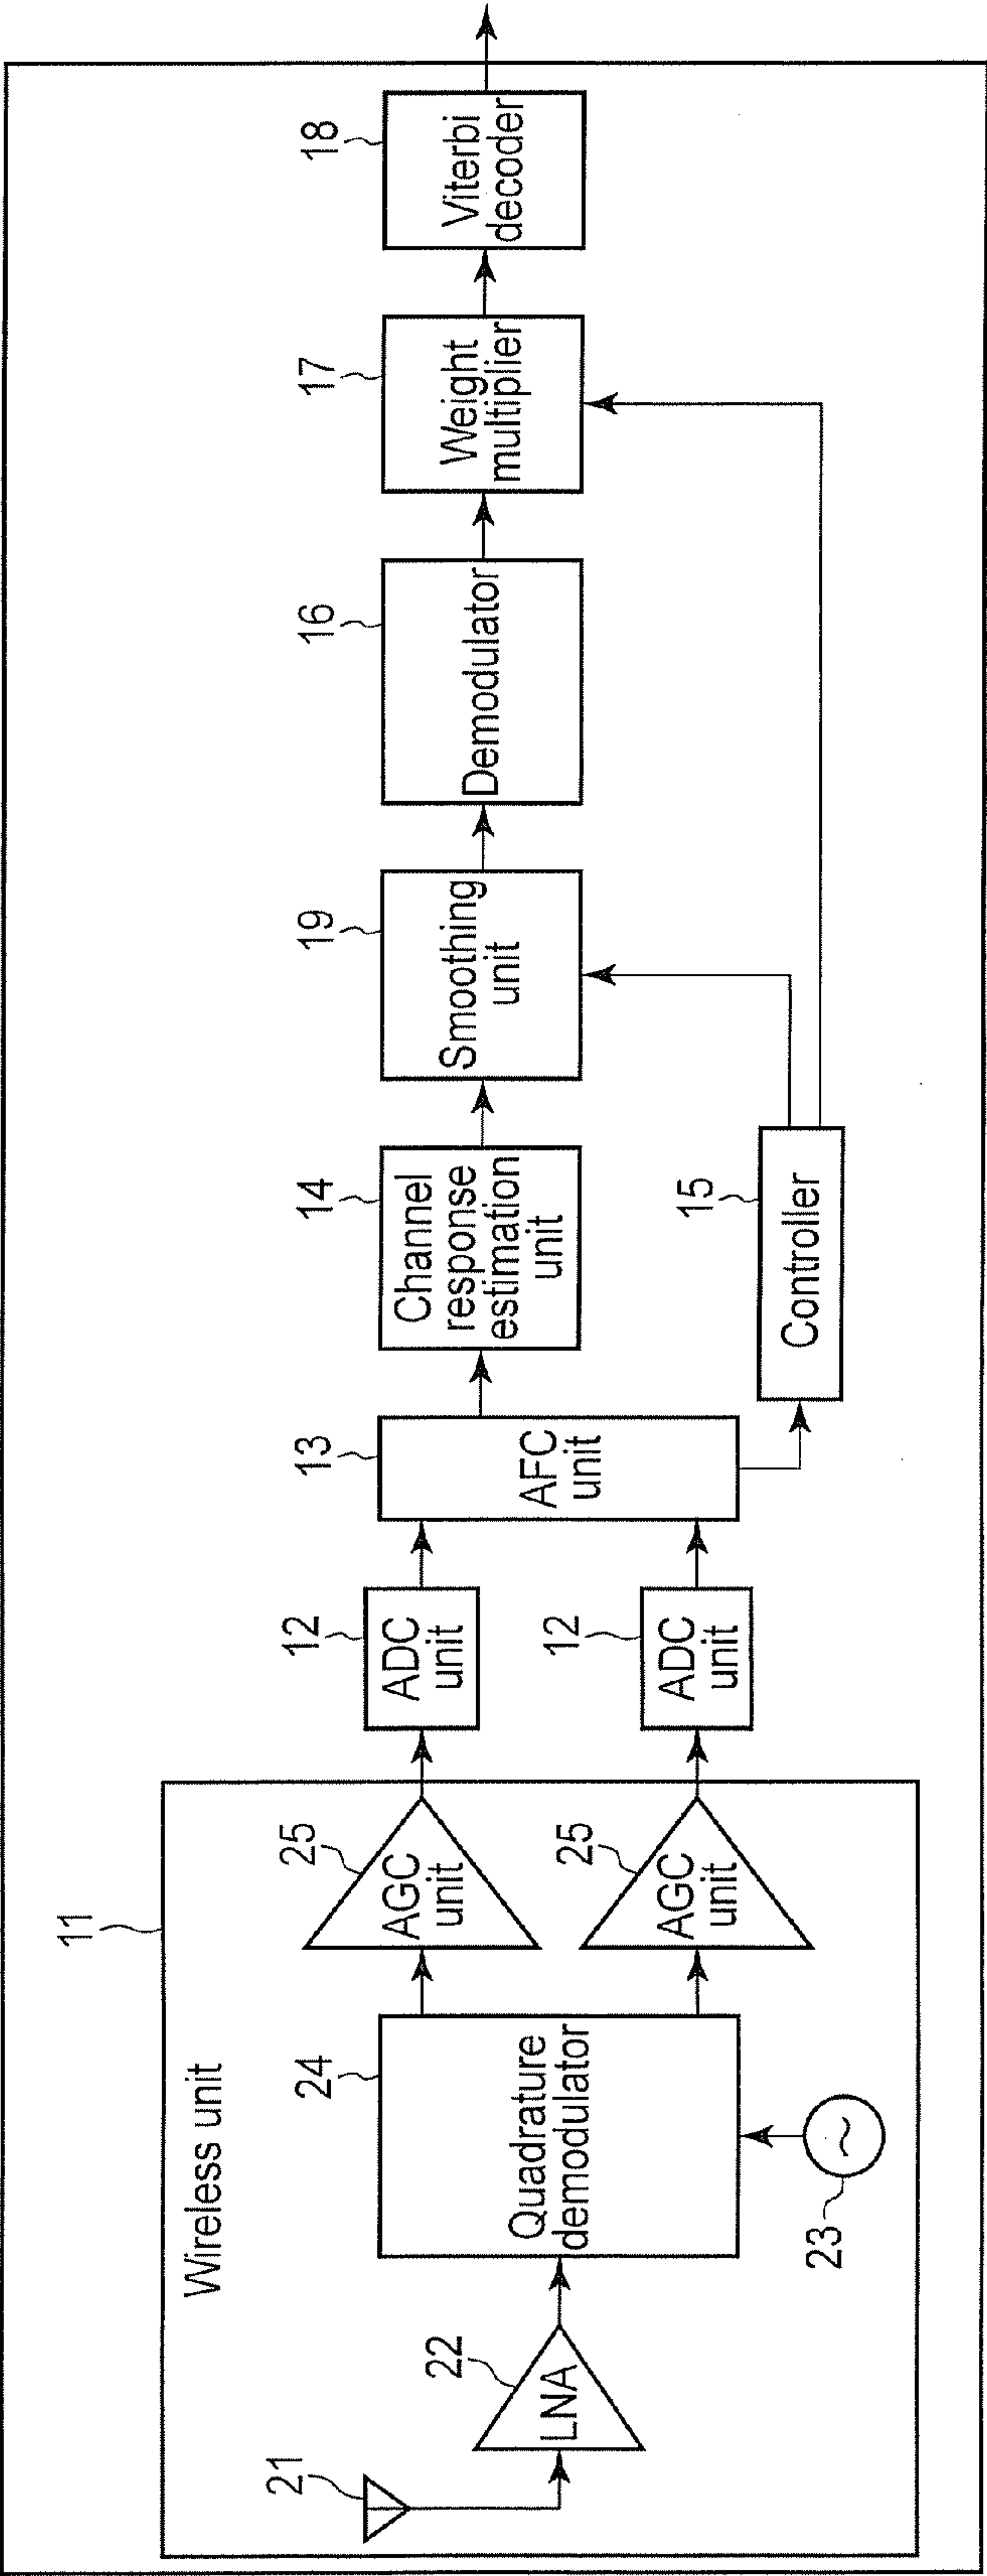 11
Wireless unit
21
22
LNA
23
24
Quadrature
demodulator
25
AGC
unit
25
AGC
unit
12
ADC
unit
12
ADC
unit
13
AFC
unit
14
Channel
response
estimation
unit
15
Controller
19
Smoothing
unit
16
Demodulator
17
Weight
multiplier
18
Viterbi
decoder